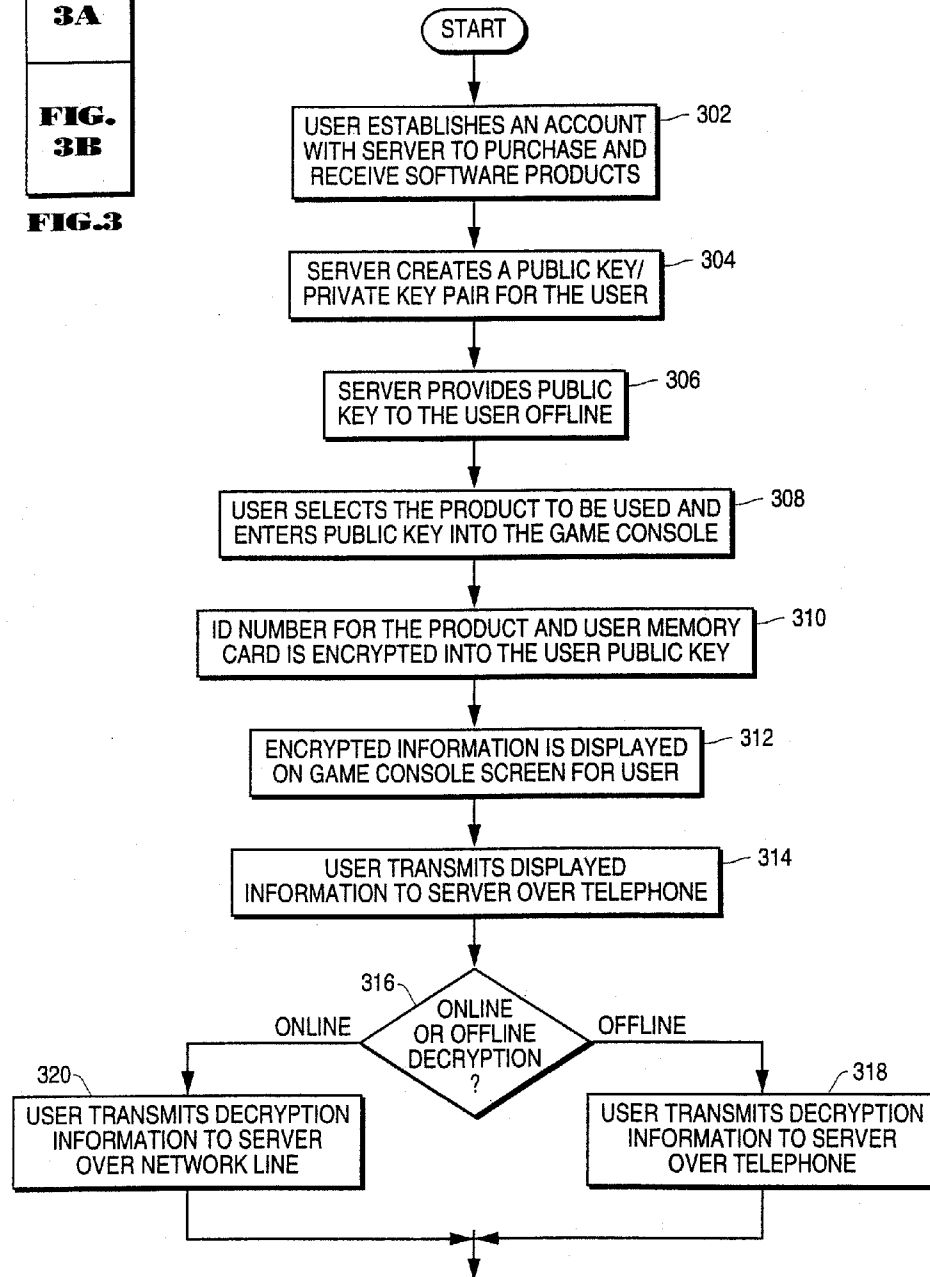 3A
FIG.
3B
FIG.3
START
302
USER ESTABLISHES AN ACCOUNT
WITH SERVER TO PURCHASE AND
RECEIVE SOFTWARE PRODUCTS
304
SERVER CREATES A PUBLIC KEY/
PRIVATE KEY PAIR FOR THE USER
306
SERVER PROVIDES PUBLIC
KEY TO THE USER OFFLINE
308
USER SELECTS THE PRODUCT TO BE USED AND
ENTERS PUBLIC KEY INTO THE GAME CONSOLE
310
ID NUMBER FOR THE PRODUCT AND USER MEMORY
CARD IS ENCRYPTED INTO THE USER PUBLIC KEY
312
ENCRYPTED INFORMATION IS DISPLAYED
ON GAME CONSOLE SCREEN FOR USER
314
USER TRANSMITS DISPLAYED
INFORMATION TO SERVER OVER TELEPHONE
316
ONLINE
OR OFFLINE
DECRYPTION
?
ONLINE
OFFLINE
320
USER TRANSMITS DECRYPTION
INFORMATION TO SERVER
OVER NETWORK LINE
318
USER TRANSMITS DECRYPTION
INFORMATION TO SERVER
OVER TELEPHONE